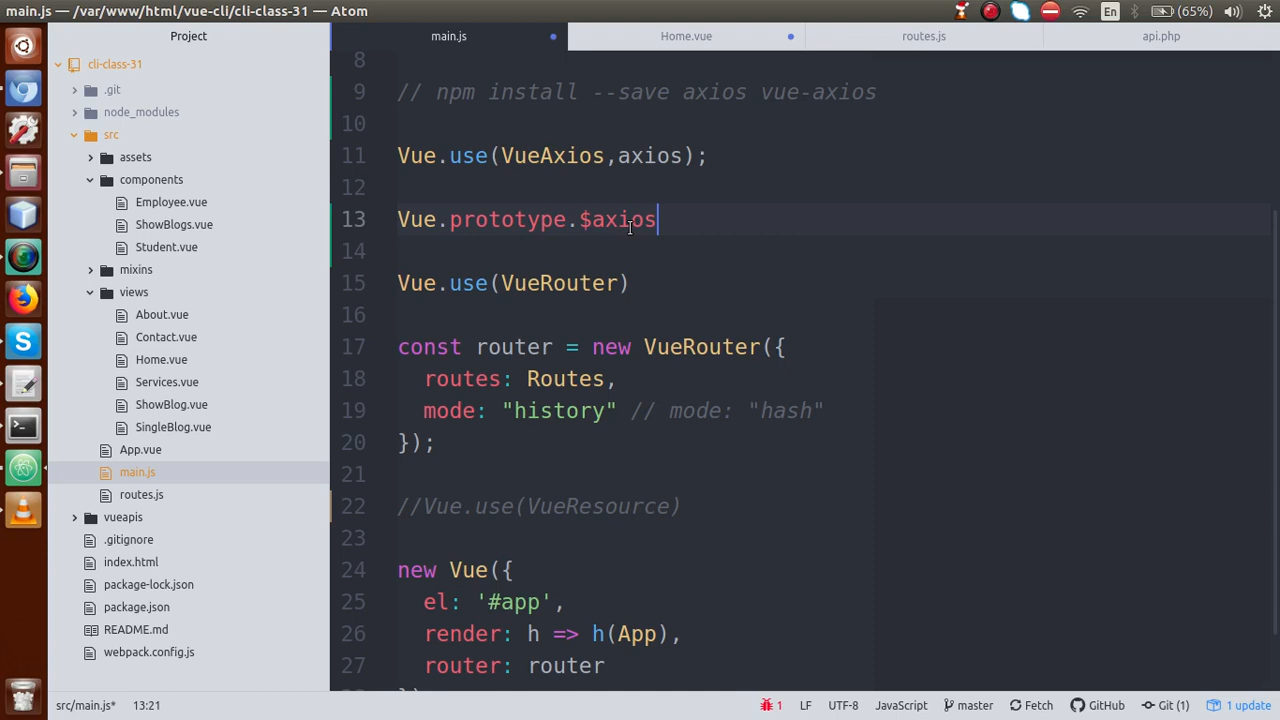 main.js — /var/www/html/vue-cli/cli-class-31 — Atom
En
(65%)
Project
main.js
Home.vue
routes.js
api.php
cli-class-31
.git
node_modules
src
assets
components
Employee.vue
ShowBlogs.vue
Student.vue
mixins
views
About.vue
Contact.vue
Home.vue
Services.vue
ShowBlog.vue
SingleBlog.vue
App.vue
main.js
routes.js
vueapis
.gitignore
index.html
package-lock.json
package.json
README.md
webpack.config.js
8
9 // npm install --save axios vue-axios
10
11 Vue.use(VueAxios,axios);
12
13 Vue.prototype.$axios
14
15 Vue.use(VueRouter)
16
17 const router = new VueRouter({
18 routes: Routes,
19 mode: "history" // mode: "hash"
20 });
21
22 //Vue.use(VueResource)
23
24 new Vue({
25 el: '#app',
26 render: h => h(App),
27 router: router
src/main.js* 13:21
1 LF UTF-8 JavaScript master Fetch GitHub Git (1) 1 update